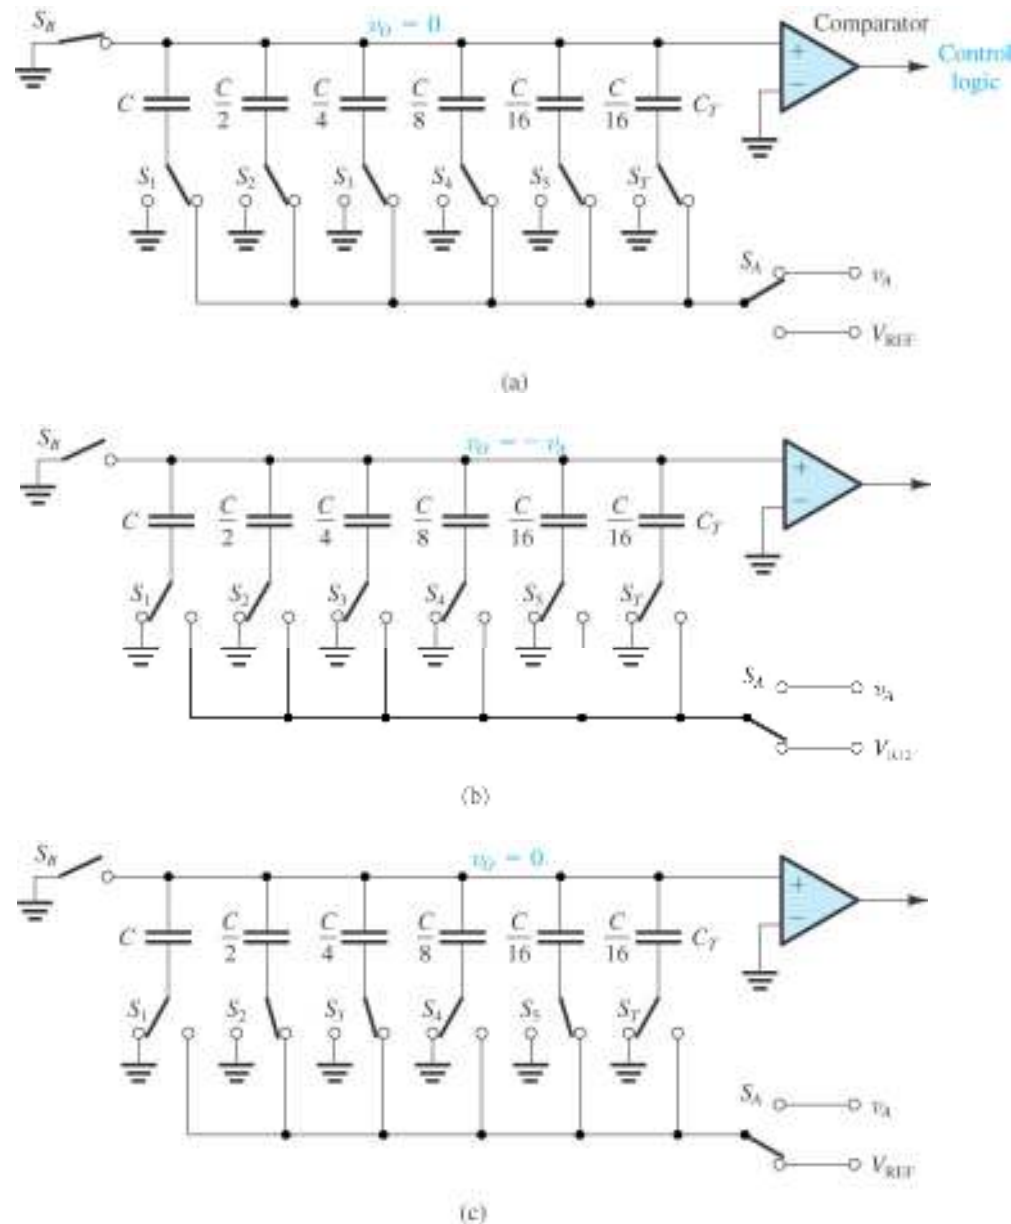 S_B
v_O = 0
Comparator
Control
logic
C
C/2
C/4
C/8
C/16
C/16
C_T
S_1
S_2
S_3
S_4
S_5
S_T
S_A
v_A
V_REF
(a)
S_B
v_O = - v_A
C
C/2
C/4
C/8
C/16
C/16
C_T
S_1
S_2
S_3
S_4
S_5
S_T
S_A
v_A
(b)
S_B
v_O = 0
C
C/2
C/4
C/8
C/16
C/16
C_T
S_1
S_2
S_3
S_4
S_5
S_T
S_A
v_A
V_REF
(c)